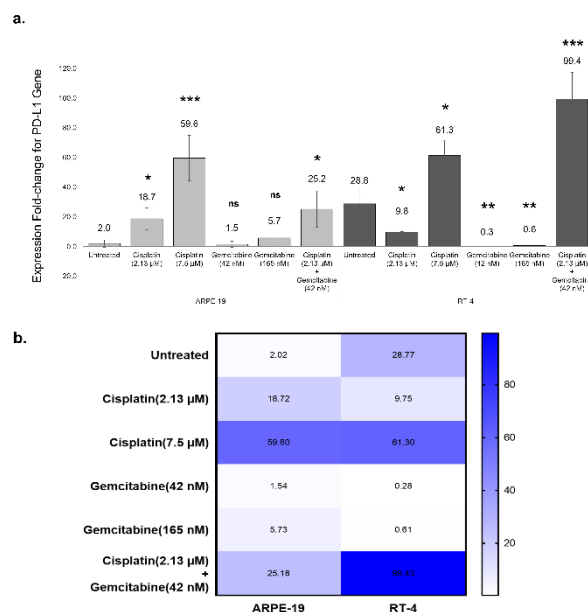 a.
Expression Fold-change for PD-L1 Gene
120.0
100.0
80.0
60.0
40.0
20.0
0.0
20.0
2.0
*
18.7
***
59.6
ns
1.5
ns
5.7
*
25.2
28.8
*
9.8
*
61.3
**
0.3
**
0.6
***
99.4
Untreated
Cisplatin
(2.13 µM)
Cisplatin
(7.5 µM)
Gemcitabine
(42 nM)
Gemcitabine
(165 nM)
Cisplatin
(2.13 µM)
+
Gemcitabine
(42 nM)
Untreated
Cisplatin
(2.13 µM)
Cisplatin
(7.5 µM)
Gemcitabine
(42 nM)
Gemcitabine
(165 nM)
Cisplatin
(2.13 µM)
+
Gemcitabine
(42 nM)
ARPE-19
RT-4
b.
Untreated
2.02
28.77
Cisplatin(2.13 µM)
18.72
9.75
Cisplatin(7.5 µM)
59.60
61.30
Gemcitabine(42 nM)
1.54
0.28
Gemcitabine(165 nM)
5.73
0.61
Cisplatin(2.13 µM)
+
Gemcitabine(42 nM)
25.18
ARPE-19
RT-4
80
60
40
20